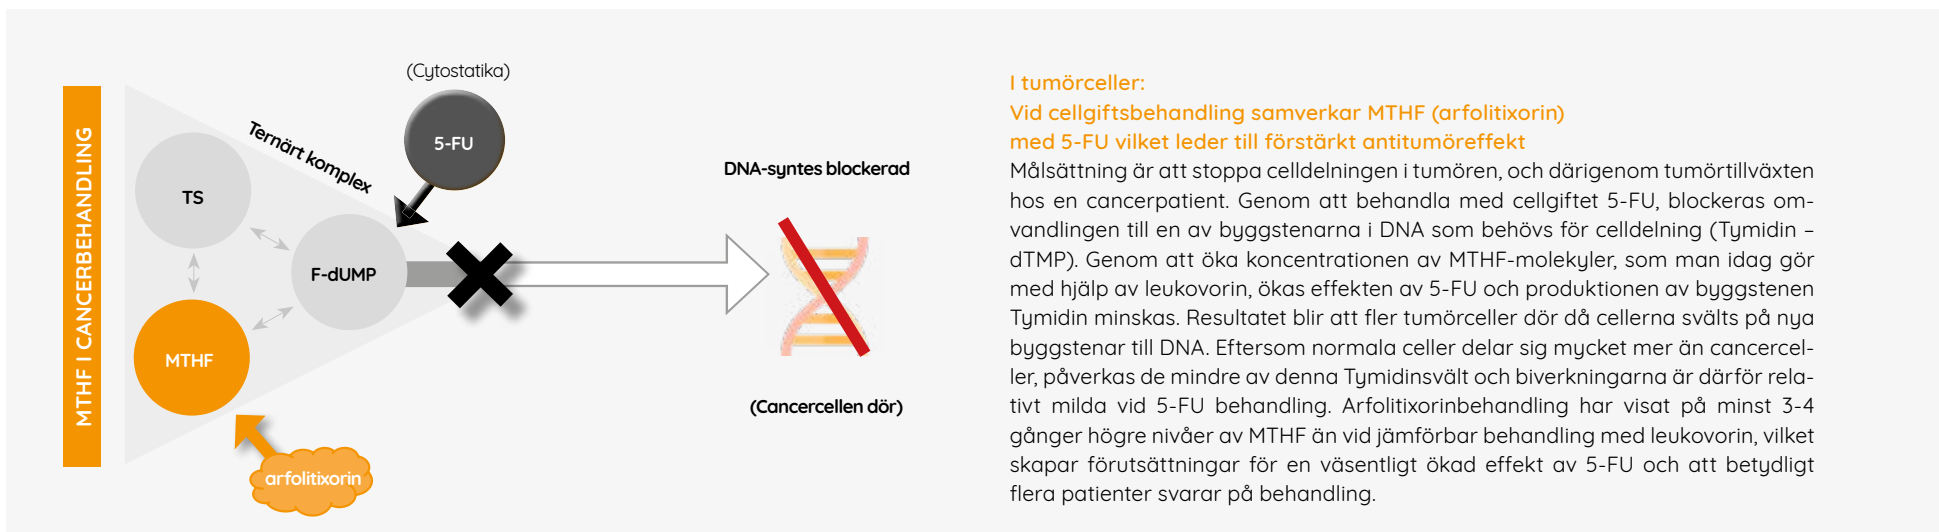 MTHF I CANCERBEHANDLING
(Cytostatika)
5-FU
Ternärt komplex
TS
F-dUMP
MTHF
arfolitixorin
DNA-syntes blockerad
(Cancercellen dör)
I tumörceller:
Vid cellgiftsbehandling samverkar MTHF (arfolitixorin)
med 5-FU vilket leder till förstärkt antitumöreffekt
Målsättning är att stoppa celldelningen i tumören, och därigenom tumörtillväxten
hos en cancerpatient. Genom att behandla med cellgiftet 5-FU, blockeras om-
vandlingen till en av byggstenarna i DNA som behövs för celldelning (Tymidin –
dTMP). Genom att öka koncentrationen av MTHF-molekyler, som man idag gör
med hjälp av leukovorin, ökas effekten av 5-FU och produktionen av byggstenen
Tymidin minskas. Resultatet blir att fler tumörceller dör då cellerna svälts på nya
byggstenar till DNA. Eftersom normala celler delar sig mycket mer än cancercel-
ler, påverkas de mindre av denna Tymidinsvält och biverkningarna är därför rela-
tivt milda vid 5-FU behandling. Arfolitixorinbehandling har visat på minst 3-4
gånger högre nivåer av MTHF än vid jämförbar behandling med leukovorin, vilket
skapar förutsättningar för en väsentligt ökad effekt av 5-FU och att betydligt
flera patienter svarar på behandling.